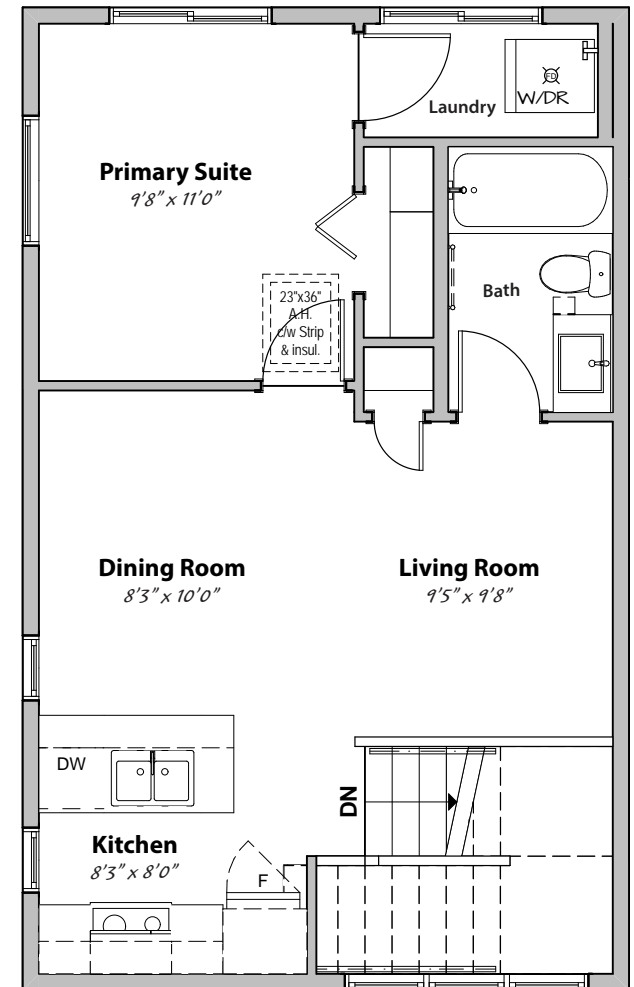 FD
W/DR
Laundry
Primary Suite
9'8" x 11'0"
23"x36"
A.H.
c/w Strip
& insul.
Bath
Dining Room
8'3" x 10'0"
Living Room
9'5" x 9'8"
DW
DN
Kitchen
8'3" x 8'0"
F